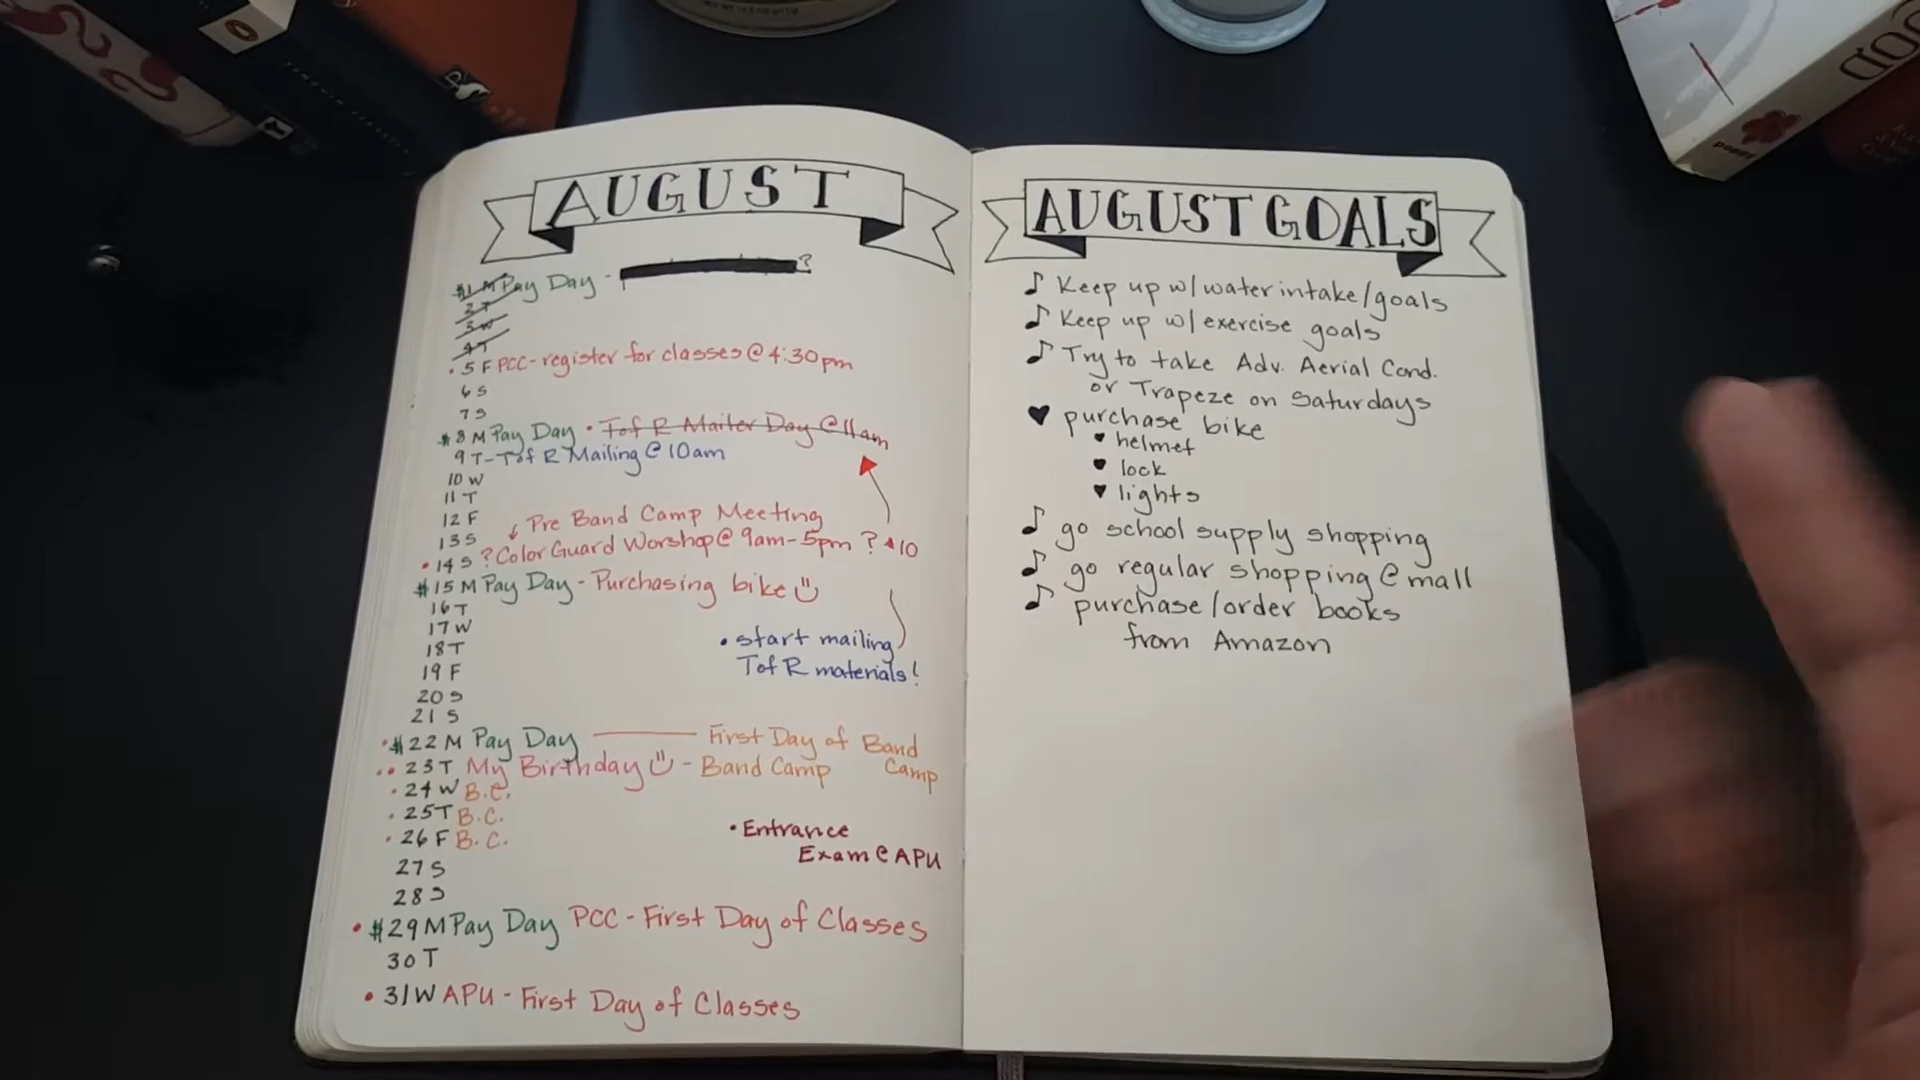 AUGUST
$1 M Pay Day - ?
2 T
3 W
4 T
• 5 F PCC - register for classes @ 4:30pm
6 S
7 S
$8 M Pay Day • T of R Mailer Day @ 11am
9 T - T of R Mailing @ 10am
10 W
11 T
12 F Pre Band Camp Meeting
13 S
• 14 S ? Color Guard Worshop @ 9am - 5pm ? 10
$15 M Pay Day - Purchasing bike
16 T
17 W
18 T
• start mailing
T of R materials!
19 F
20 S
21 S
• $22 M Pay Day First Day of Band
Camp
•• 23 T My Birthday - Band Camp
• 24 W B.C.
• 25 T B.C.
• 26 F B.C.
• Entrance
Exam @ APU
27 S
28 S
• $29 M Pay Day PCC - First Day of Classes
30 T
• 31 W APU - First Day of Classes
AUGUST GOALS
♪ Keep up w/ water intake/goals
♪ Keep up w/ exercise goals
♪ Try to take Adv. Aerial Cond.
or Trapeze on Saturdays
♥ purchase bike
♥ helmet
♥ lock
♥ lights
♪ go school supply shopping
♪ go regular shopping @ mall
♪ purchase/order books
from Amazon
poppy